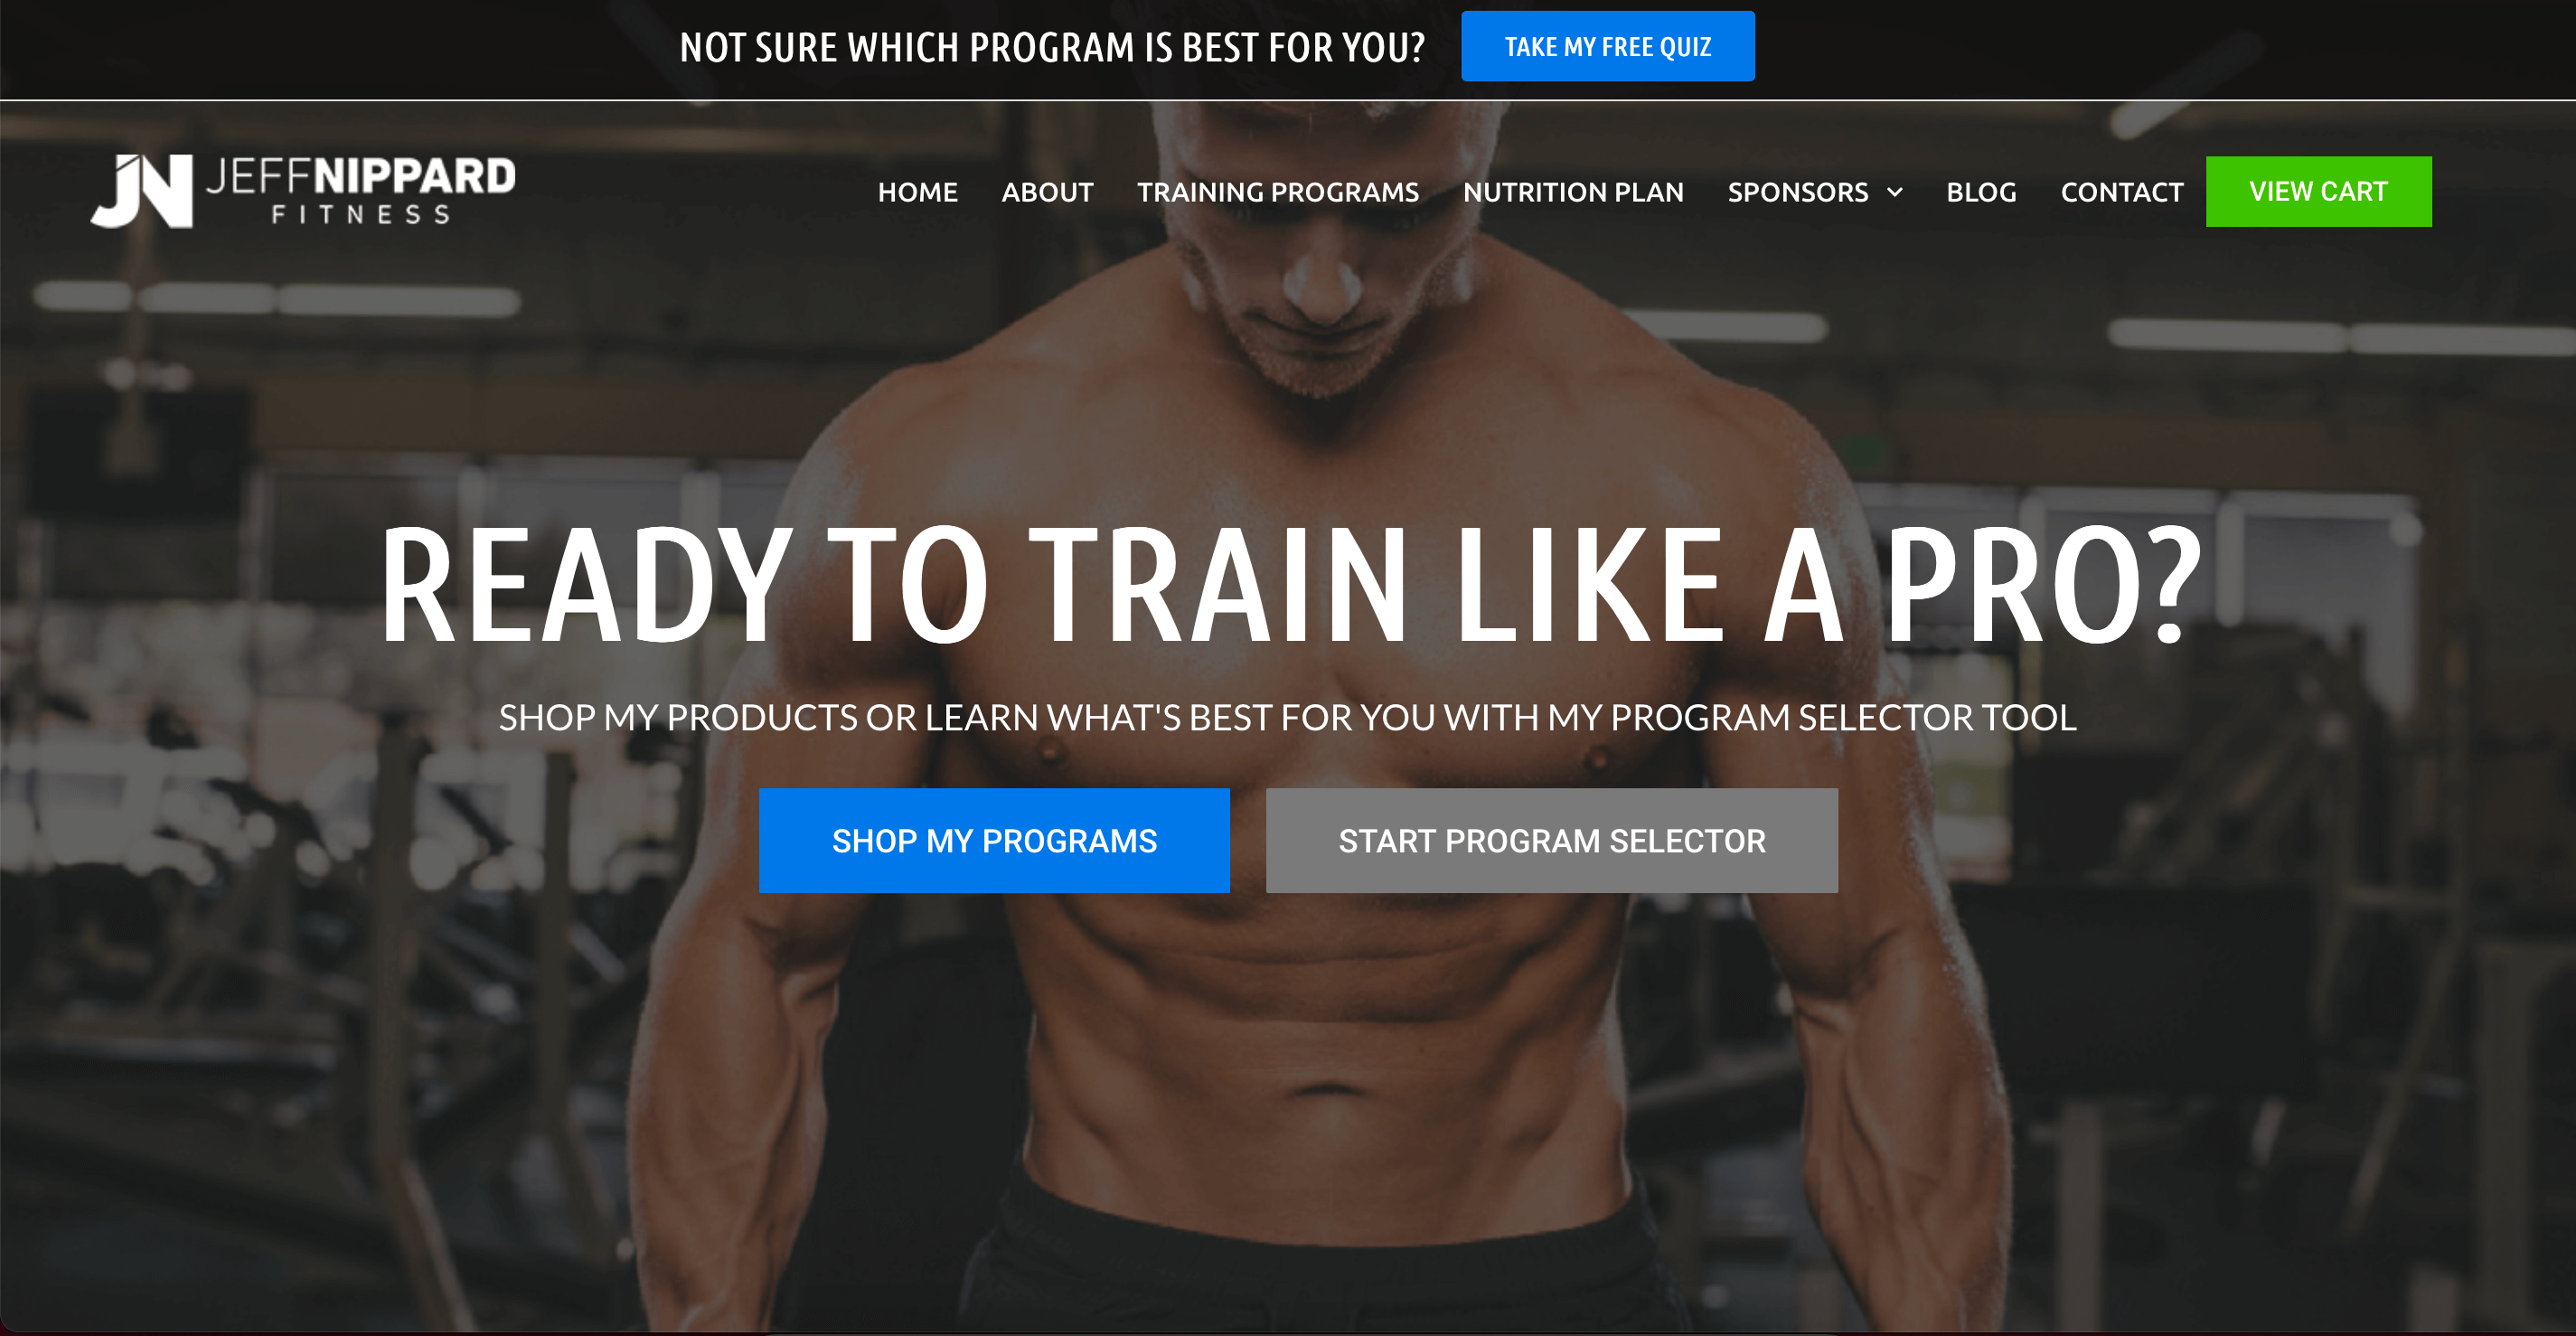 NOT SURE WHICH PROGRAM IS BEST FOR YOU?
TAKE MY FREE QUIZ
JN JEFFNIPPARD
FITNESS
HOME ABOUT TRAINING PROGRAMS NUTRITION PLAN SPONSORS BLOG CONTACT VIEW CART
READY TO TRAIN LIKE A PRO?
SHOP MY PRODUCTS OR LEARN WHAT'S BEST FOR YOU WITH MY PROGRAM SELECTOR TOOL
SHOP MY PROGRAMS
START PROGRAM SELECTOR